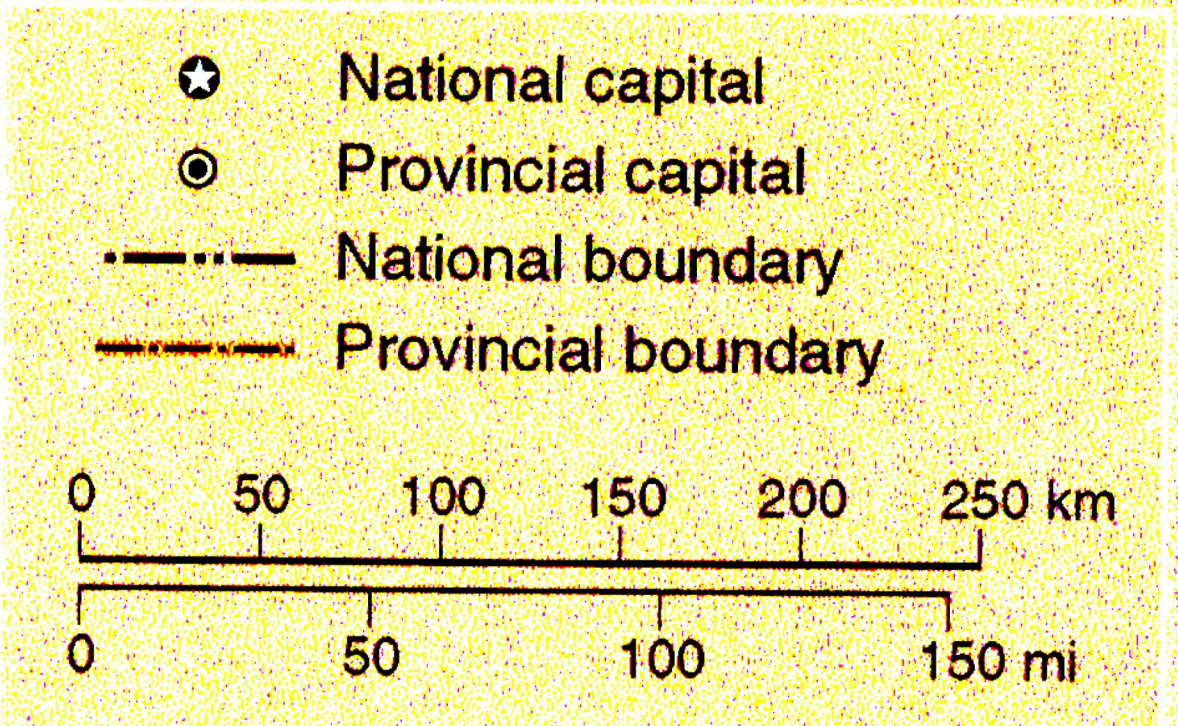 National capital
Provincial capital
National boundary
Provincial boundary
0 50 100 150 200 250 km
0 50 100 150 mi